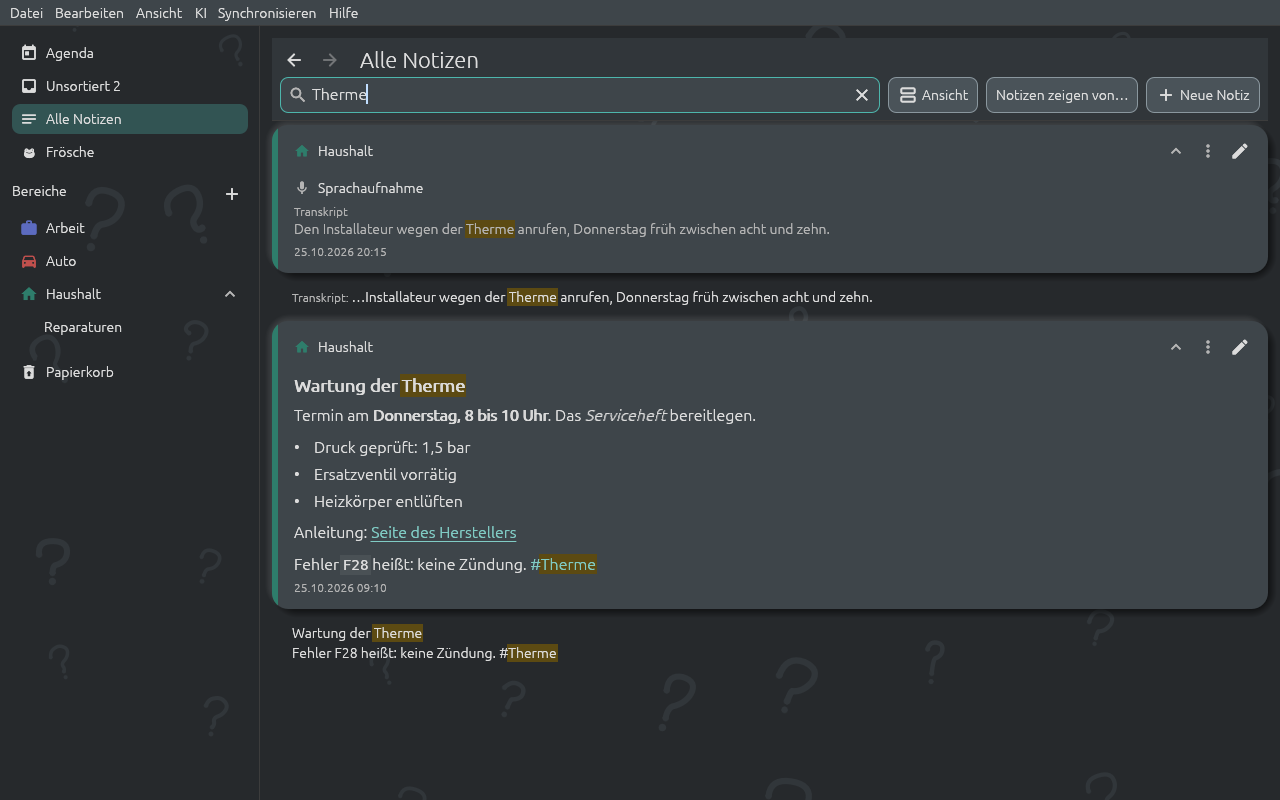 Datei Bearbeiten Ansicht KI Synchronisieren Hilfe
Agenda
Unsortiert 2
Alle Notizen
Frösche
Bereiche
Arbeit
Auto
Haushalt
Reparaturen
Papierkorb
Alle Notizen
Therme
Ansicht
Notizen zeigen von…
Neue Notiz
Haushalt
Sprachaufnahme
Transkript
Den Installateur wegen der Therme anrufen, Donnerstag früh zwischen acht und zehn.
25.10.2026 20:15
Transkript: …Installateur wegen der Therme anrufen, Donnerstag früh zwischen acht und zehn.
Haushalt
Wartung der Therme
Termin am Donnerstag, 8 bis 10 Uhr. Das Serviceheft bereitlegen.
• Druck geprüft: 1,5 bar
• Ersatzventil vorrätig
• Heizkörper entlüften
Anleitung: Seite des Herstellers
Fehler F28 heißt: keine Zündung. #Therme
25.10.2026 09:10
Wartung der Therme
Fehler F28 heißt: keine Zündung. #Therme